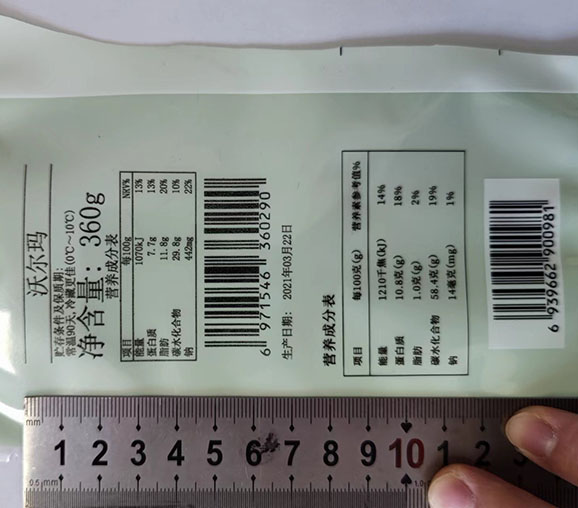 沃尔玛
贮存条件及保质期:
常温90天,冷藏更佳(0℃~10℃)
净含量: 360g
营养成分表
项目 每100g NRV%
能量 1070kJ 13%
蛋白质 7.7g 13%
脂肪 11.8g 20%
碳水化合物 29.8g 10%
钠 442mg 22%
6 971546 360290
生产日期: 2021年03月22日
营养成分表
项目 每100克(g) 营养素参考值%
能量 1210千焦(kJ) 14%
蛋白质 10.8克(g) 18%
脂肪 1.0克(g) 2%
碳水化合物 58.4克(g) 19%
钠 14毫克(mg) 1%
6 939662 900981
mm
1 2 3 4 5 6 7 8 9 10 1 2
0.5mm